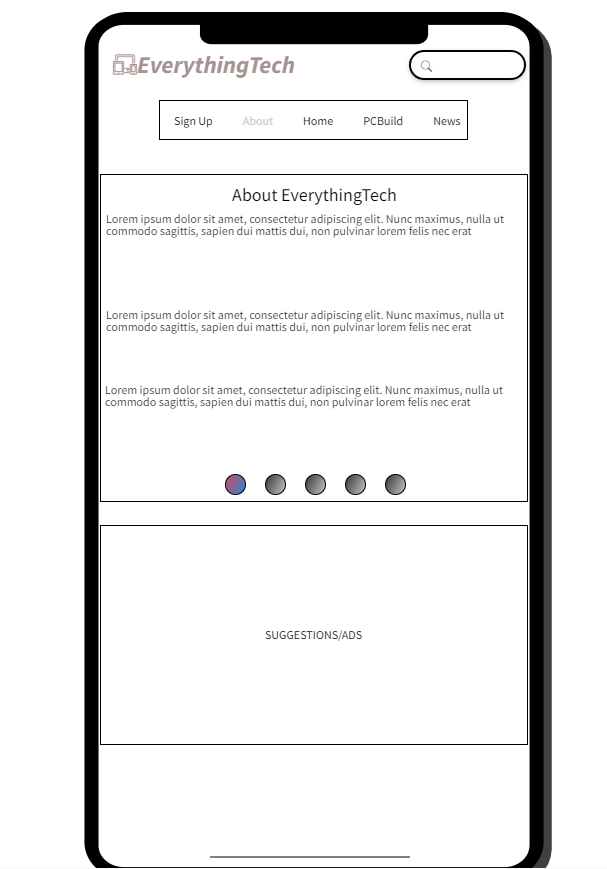 EverythingTech
Sign Up About Home PCBuild News
About EverythingTech
Lorem ipsum dolor sit amet, consectetur adipiscing elit. Nunc maximus, nulla ut
commodo sagittis, sapien dui mattis dui, non pulvinar lorem felis nec erat
Lorem ipsum dolor sit amet, consectetur adipiscing elit. Nunc maximus, nulla ut
commodo sagittis, sapien dui mattis dui, non pulvinar lorem felis nec erat
Lorem ipsum dolor sit amet, consectetur adipiscing elit. Nunc maximus, nulla ut
commodo sagittis, sapien dui mattis dui, non pulvinar lorem felis nec erat
SUGGESTIONS/ADS